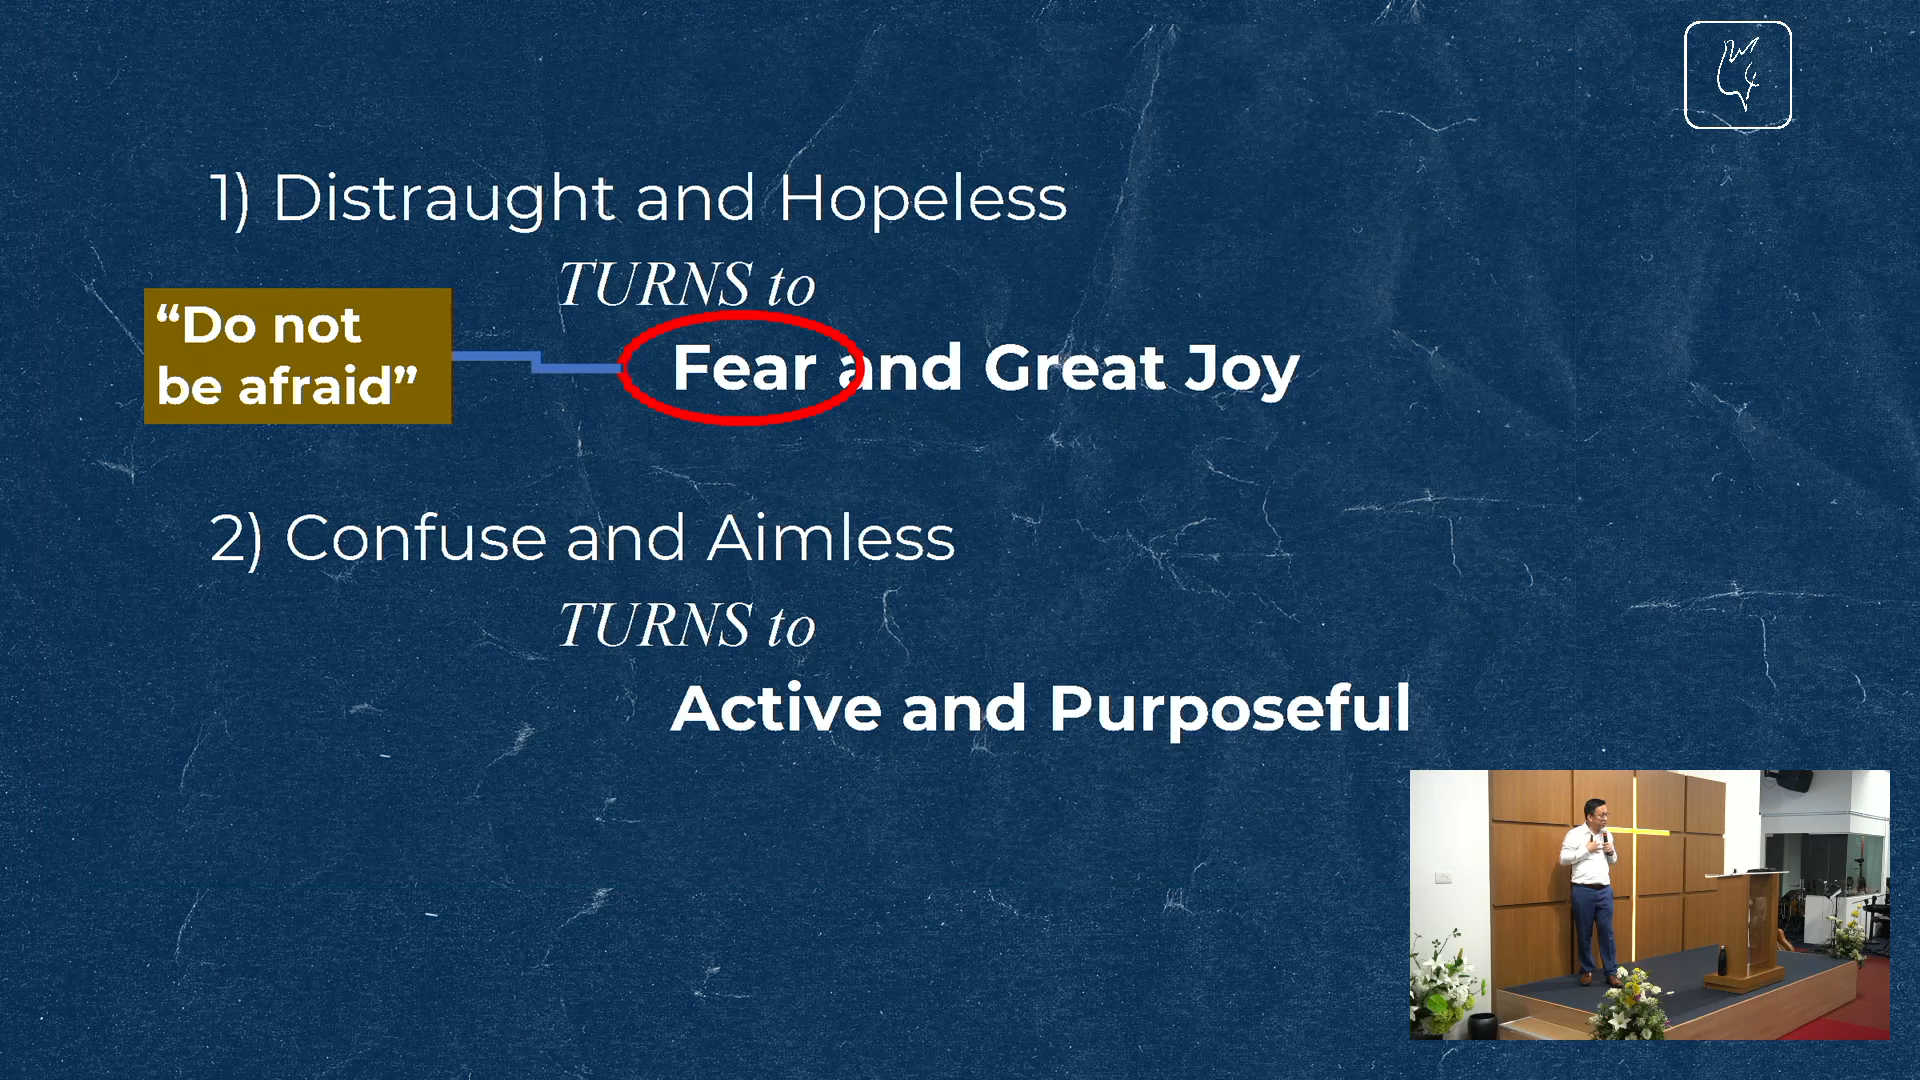 1) Distraught and Hopeless
TURNS to
“Do not
be afraid”
Fear and Great Joy
2) Confuse and Aimless
TURNS to
Active and Purposeful